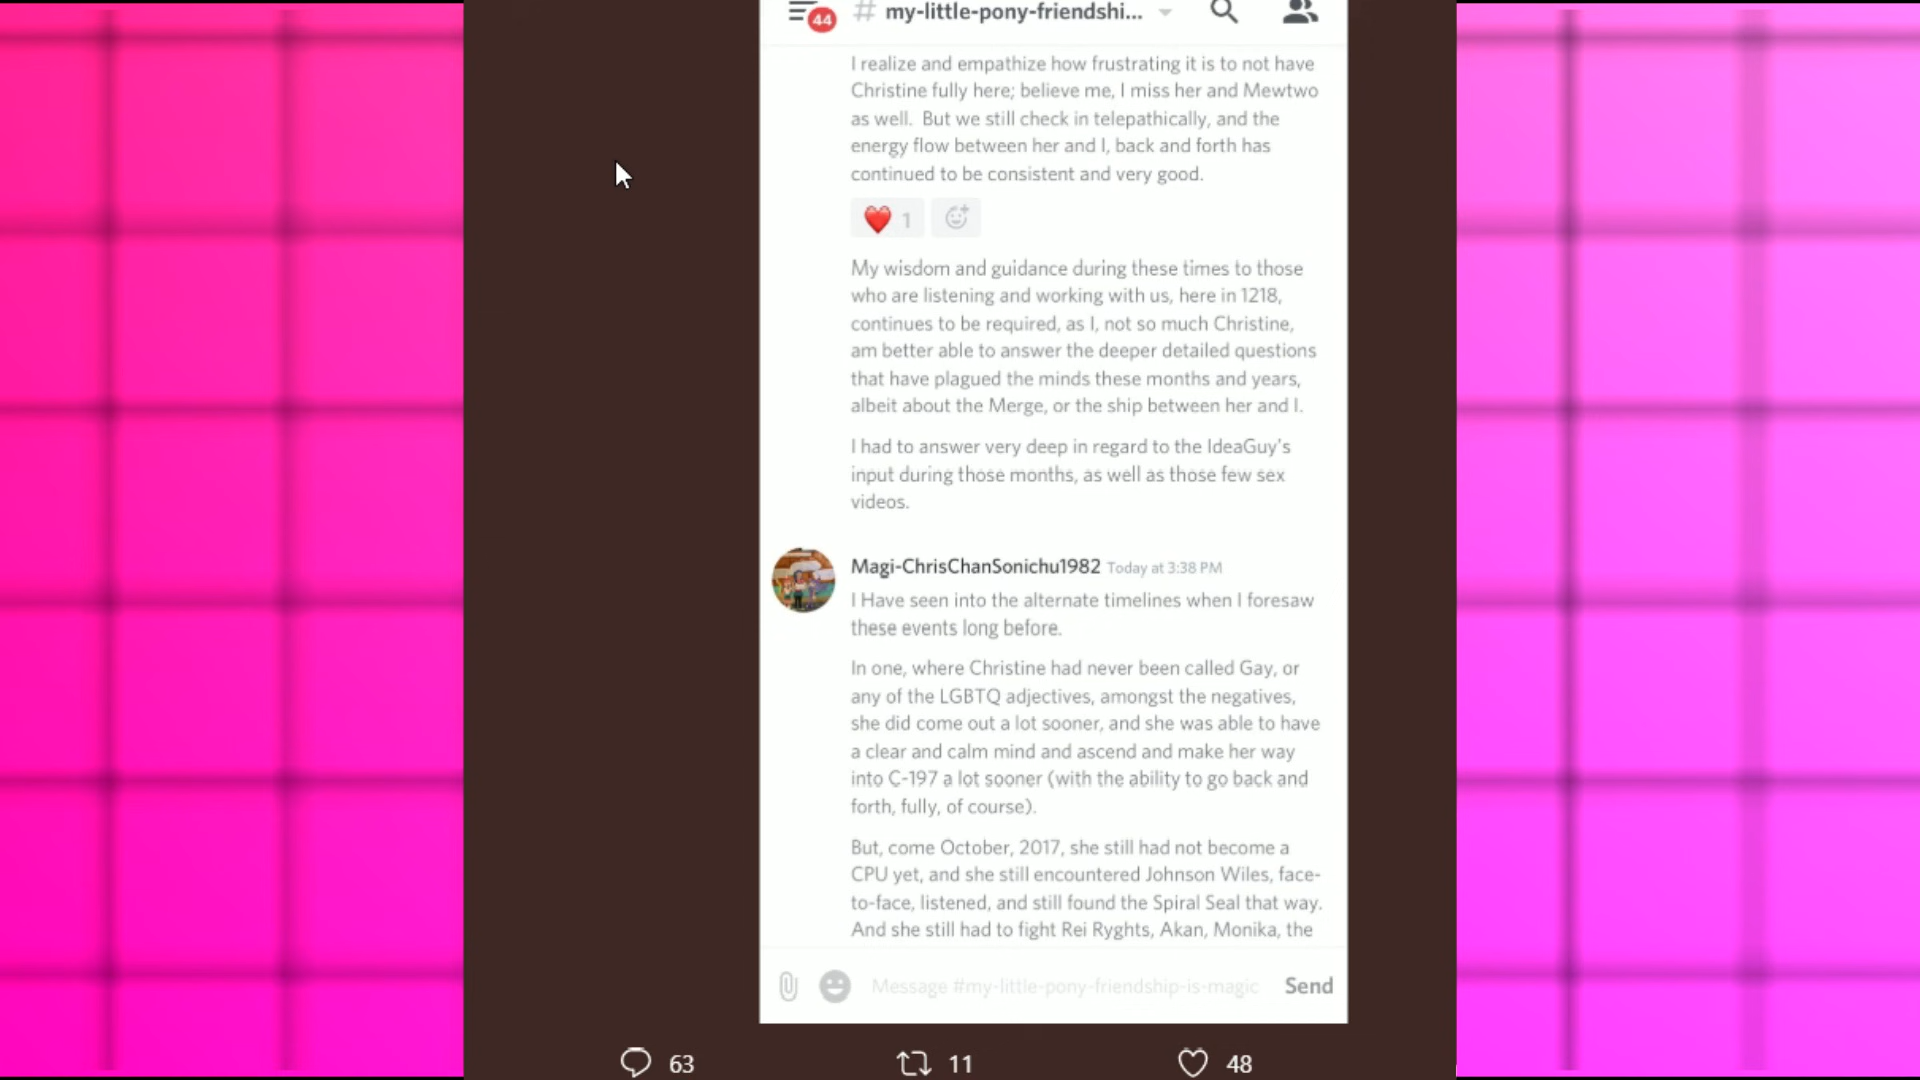 44 # my-little-pony-friendshi...
I realize and empathize how frustrating it is to not have
Christine fully here; believe me, I miss her and Mewtwo
as well. But we still check in telepathically, and the
energy flow between her and I, back and forth has
continued to be consistent and very good.
❤️ 1
My wisdom and guidance during these times to those
who are listening and working with us, here in 1218,
continues to be required, as I, not so much Christine,
am better able to answer the deeper detailed questions
that have plagued the minds these months and years,
albeit about the Merge, or the ship between her and I.
I had to answer very deep in regard to the IdeaGuy's
input during those months, as well as those few sex
videos.
Magi-ChrisChanSonichu1982 Today at 3:38 PM
I Have seen into the alternate timelines when I foresaw
these events long before.
In one, where Christine had never been called Gay, or
any of the LGBTQ adjectives, amongst the negatives,
she did come out a lot sooner, and she was able to have
a clear and calm mind and ascend and make her way
into C-197 a lot sooner (with the ability to go back and
forth, fully, of course).
But, come October, 2017, she still had not become a
CPU yet, and she still encountered Johnson Wiles, face-
to-face, listened, and still found the Spiral Seal that way.
And she still had to fight Rei Ryghts, Akan, Monika, the
Message #my-little-pony-friendship-is-magic Send
63 11 48